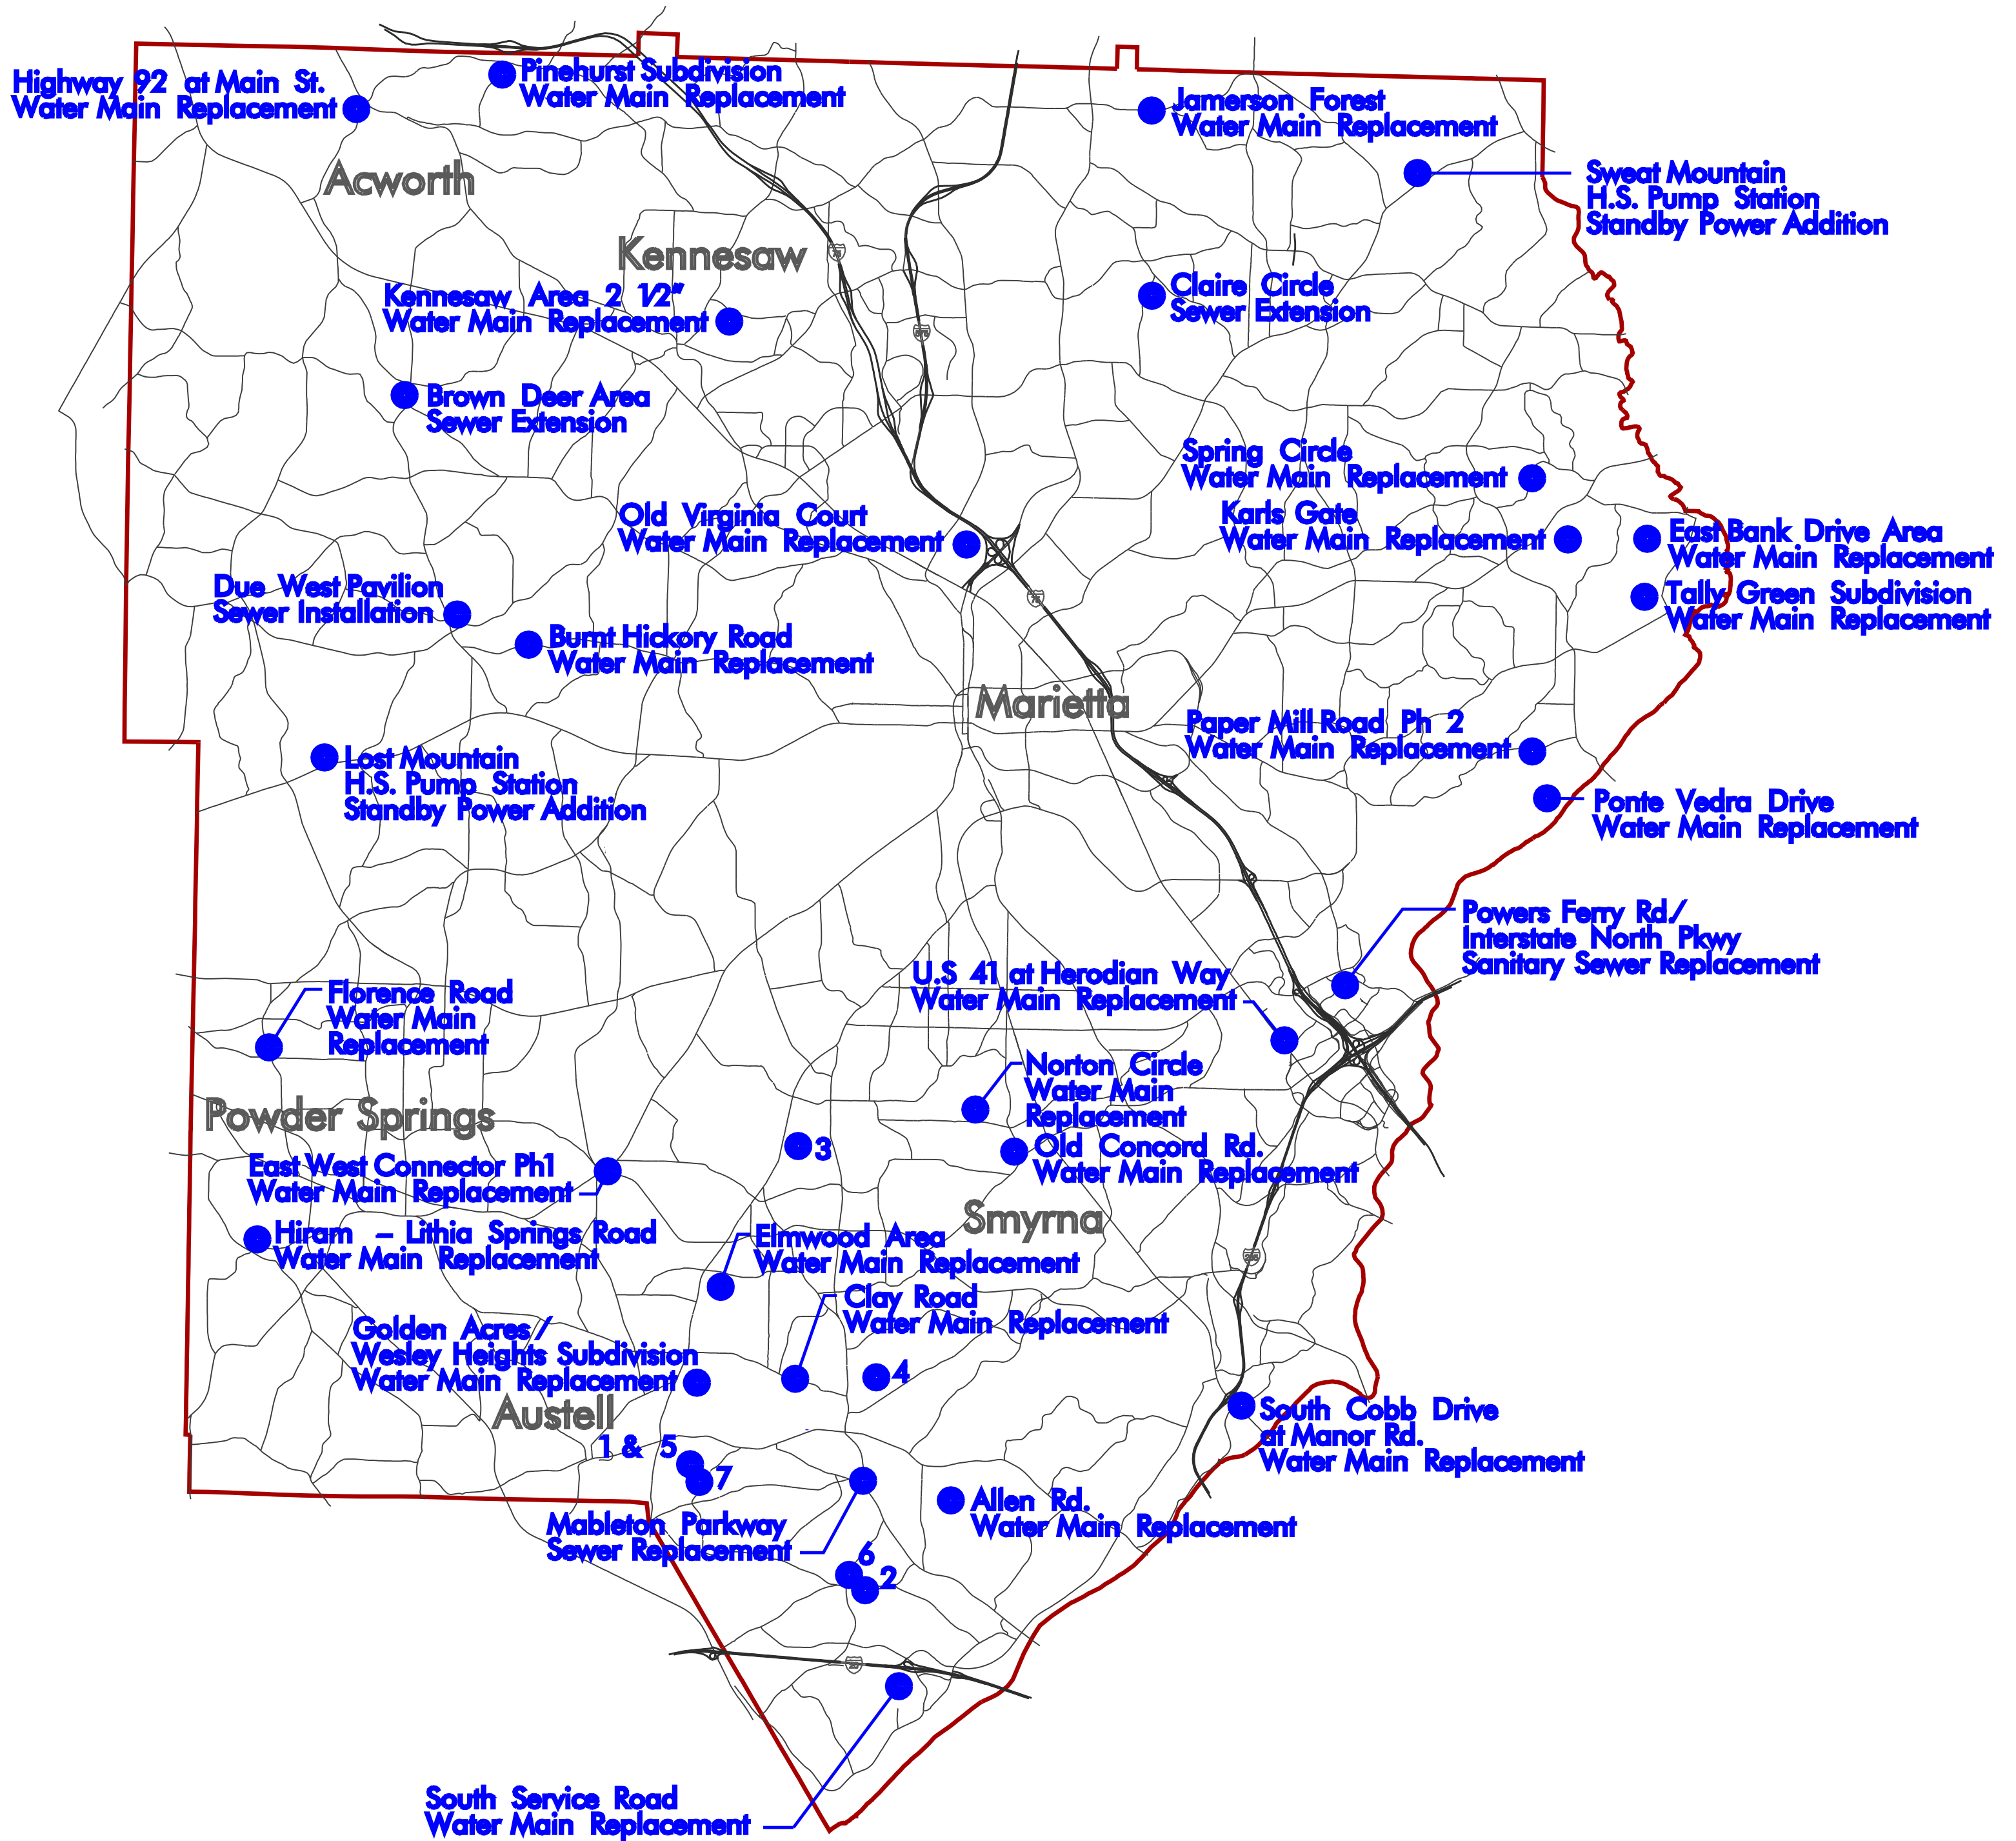 Highway 92 at Main St.
Water Main Replacement
Pinehurst Subdivision
Water Main Replacement
Jamerson Forest
Water Main Replacement
Acworth
Sweat Mountain
H.S. Pump Station
Standby Power Addition
Kennesaw
75
Kennesaw Area 2 1/2"
Water Main Replacement
Claire Circle
Sewer Extension
575
Brown Deer Area
Sewer Extension
Spring Circle
Water Main Replacement
Old Virginia Court
Water Main Replacement
Karls Gate
Water Main Replacement
East Bank Drive Area
Water Main Replacement
Due West Pavilion
Sewer Installation
75
Tally Green Subdivision
Water Main Replacement
Burnt Hickory Road
Water Main Replacement
Marietta
Paper Mill Road Ph 2
Water Main Replacement
Lost Mountain
H.S. Pump Station
Standby Power Addition
Ponte Vedra Drive
Water Main Replacement
Powers Ferry Rd./
Interstate North Pkwy
Sanitary Sewer Replacement
U.S 41 at Herodian Way
Water Main Replacement
Florence Road
Water Main
Replacement
Norton Circle
Water Main
Replacement
Powder Springs
3
Old Concord Rd.
Water Main Replacement
East West Connector Ph1
Water Main Replacement
Smyrna
Hiram - Lithia Springs Road
Water Main Replacement
Elmwood Area
Water Main Replacement
285
Clay Road
Water Main Replacement
Golden Acres/
Wesley Heights Subdivision
Water Main Replacement
4
Austell
South Cobb Drive
at Manor Rd.
Water Main Replacement
1 & 5
7
Allen Rd.
Water Main Replacement
Mableton Parkway
Sewer Replacement
6
2
20
South Service Road
Water Main Replacement